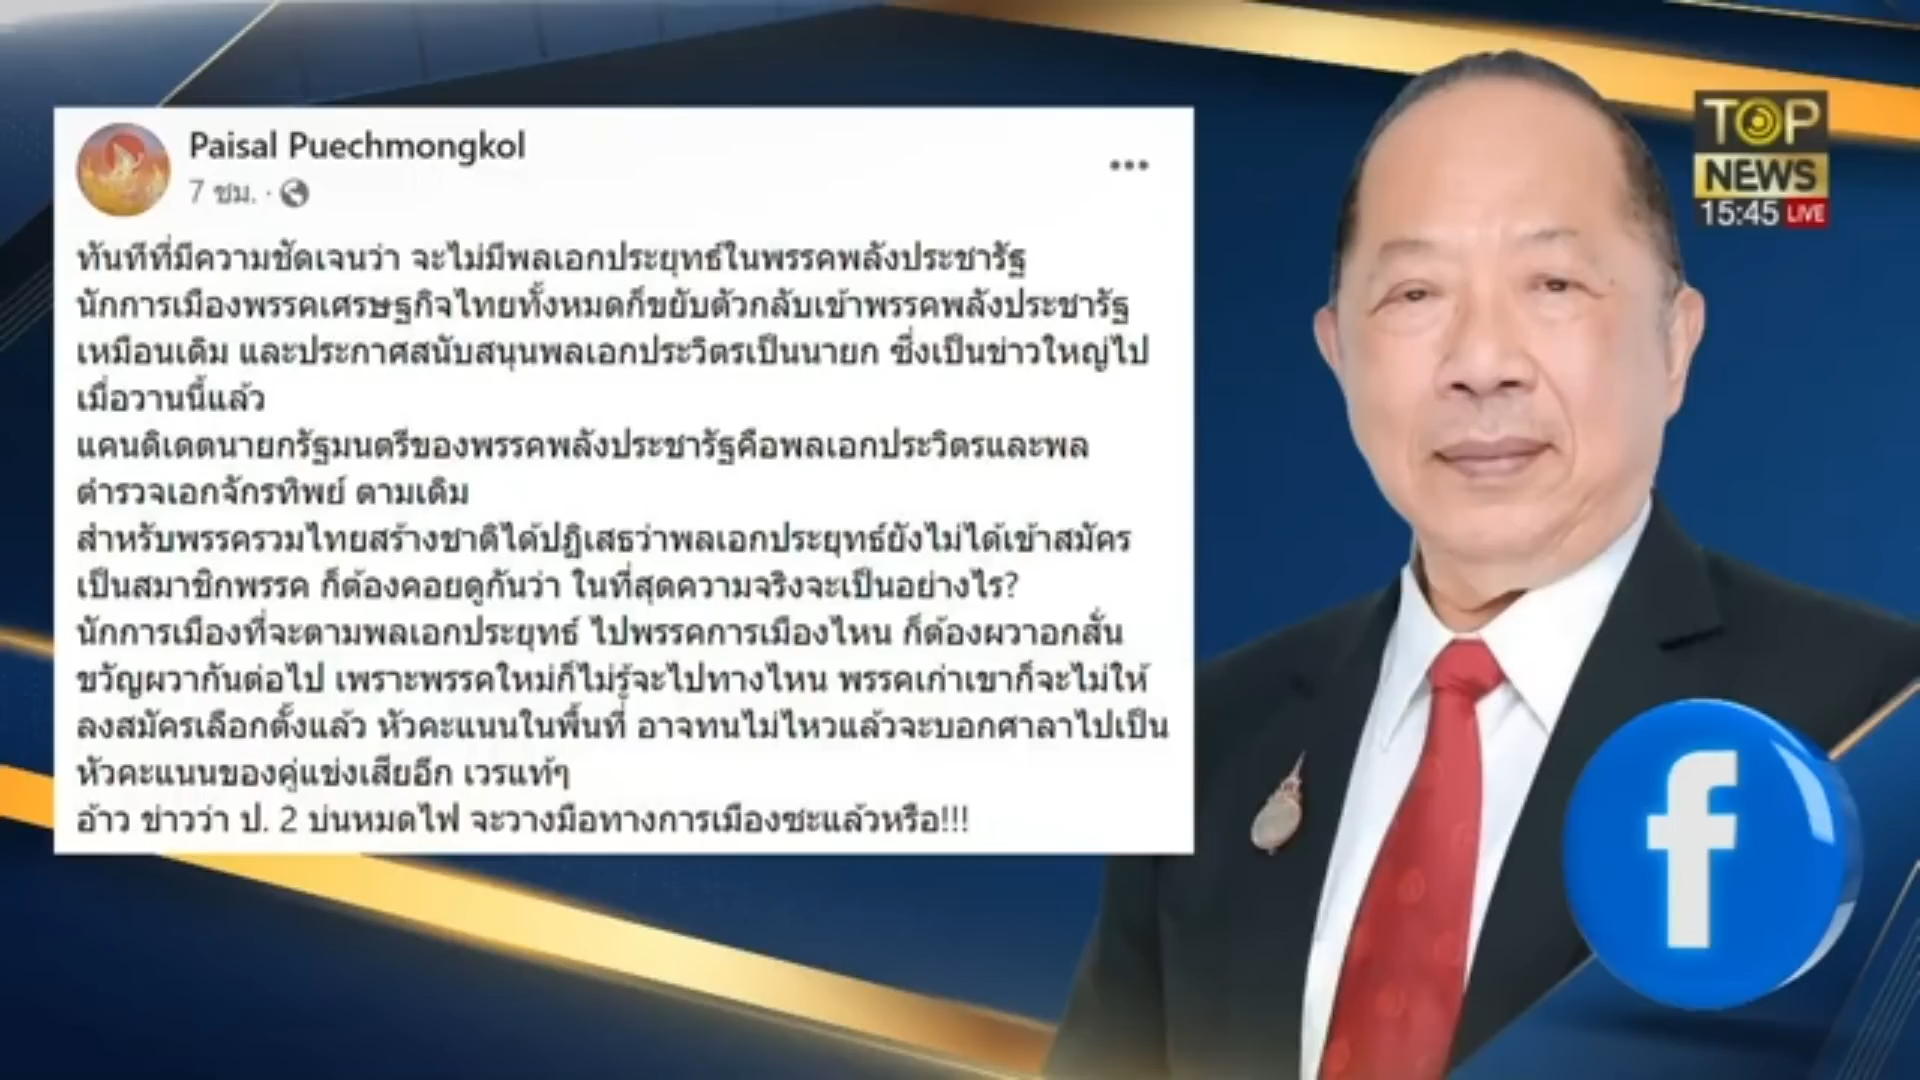 Paisal Puechmongkol
7 ชม. ·
ทันทีที่มีความชัดเจนว่า จะไม่มีพลเอกประยุทธ์ในพรรคพลังประชารัฐ
นักการเมืองพรรคเศรษฐกิจไทยทั้งหมดก็ขยับตัวกลับเข้าพรรคพลังประชารัฐ
เหมือนเดิม และประกาศสนับสนุนพลเอกประวิตรเป็นนายก ซึ่งเป็นข่าวใหญ่ไป
เมื่อวานนี้แล้ว
แคนดิเดตนายกรัฐมนตรีของพรรคพลังประชารัฐคือพลเอกประวิตรและพล
ตำรวจเอกจักรทิพย์ ตามเดิม
สำหรับพรรครวมไทยสร้างชาติได้ปฏิเสธว่าพลเอกประยุทธ์ยังไม่ได้เข้าสมัคร
เป็นสมาชิกพรรค ก็ต้องคอยดูกันว่า ในที่สุดความจริงจะเป็นอย่างไร?
นักการเมืองที่จะตามพลเอกประยุทธ์ ไปพรรคการเมืองไหน ก็ต้องผวาอกสั่น
ขวัญผวากันต่อไป เพราะพรรคใหม่ก็ไม่รู้จะไปทางไหน พรรคเก่าเขาก็จะไม่ให้
ลงสมัครเลือกตั้งแล้ว หัวคะแนนในพื้นที่ อาจทนไม่ไหวแล้วจะบอกศาลาไปเป็น
หัวคะแนนของคู่แข่งเสียอีก เวรแท้ๆ
อ้าว ข่าวว่า ป. 2 บ่นหมดไฟ จะวางมือทางการเมืองซะแล้วหรือ!!!
TOP
NEWS
15:45 LIVE
f